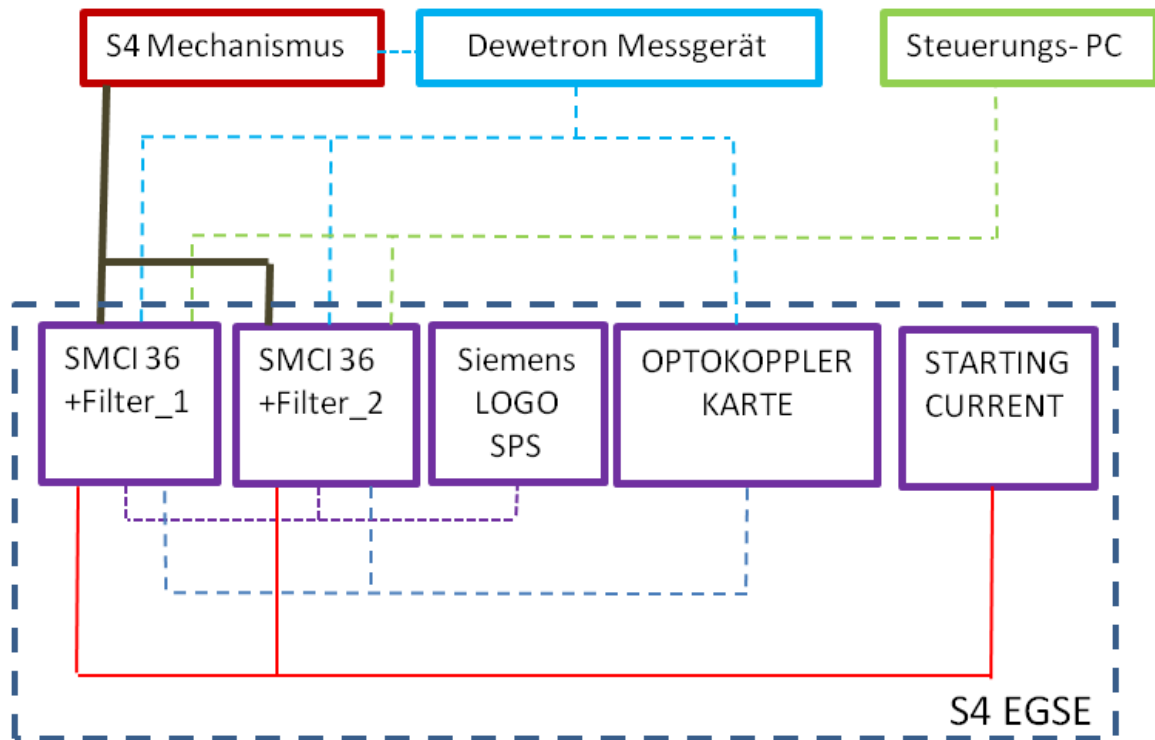 S4 Mechanismus
Dewetron Messgerät
Steuerungs- PC
SMCI 36
+Filter_1
SMCI 36
+Filter_2
Siemens
LOGO
SPS
OPTOKOPPLER
KARTE
STARTING
CURRENT
S4 EGSE